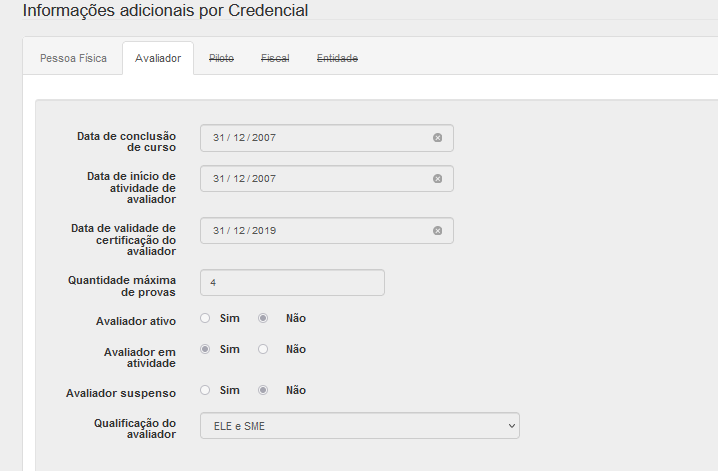 Informações adicionais por Credencial
Pessoa Física Avaliador Piloto Fiscal Entidade
Data de conclusão
de curso
31 / 12 / 2007
Data de início de
atividade de
avaliador
31 / 12 / 2007
Data de validade de
certificação do
avaliador
31 / 12 / 2019
Quantidade máxima
de provas
4
Avaliador ativo
Sim Não
Avaliador em
atividade
Sim Não
Avaliador suspenso
Sim Não
Qualificação do
avaliador
ELE e SME